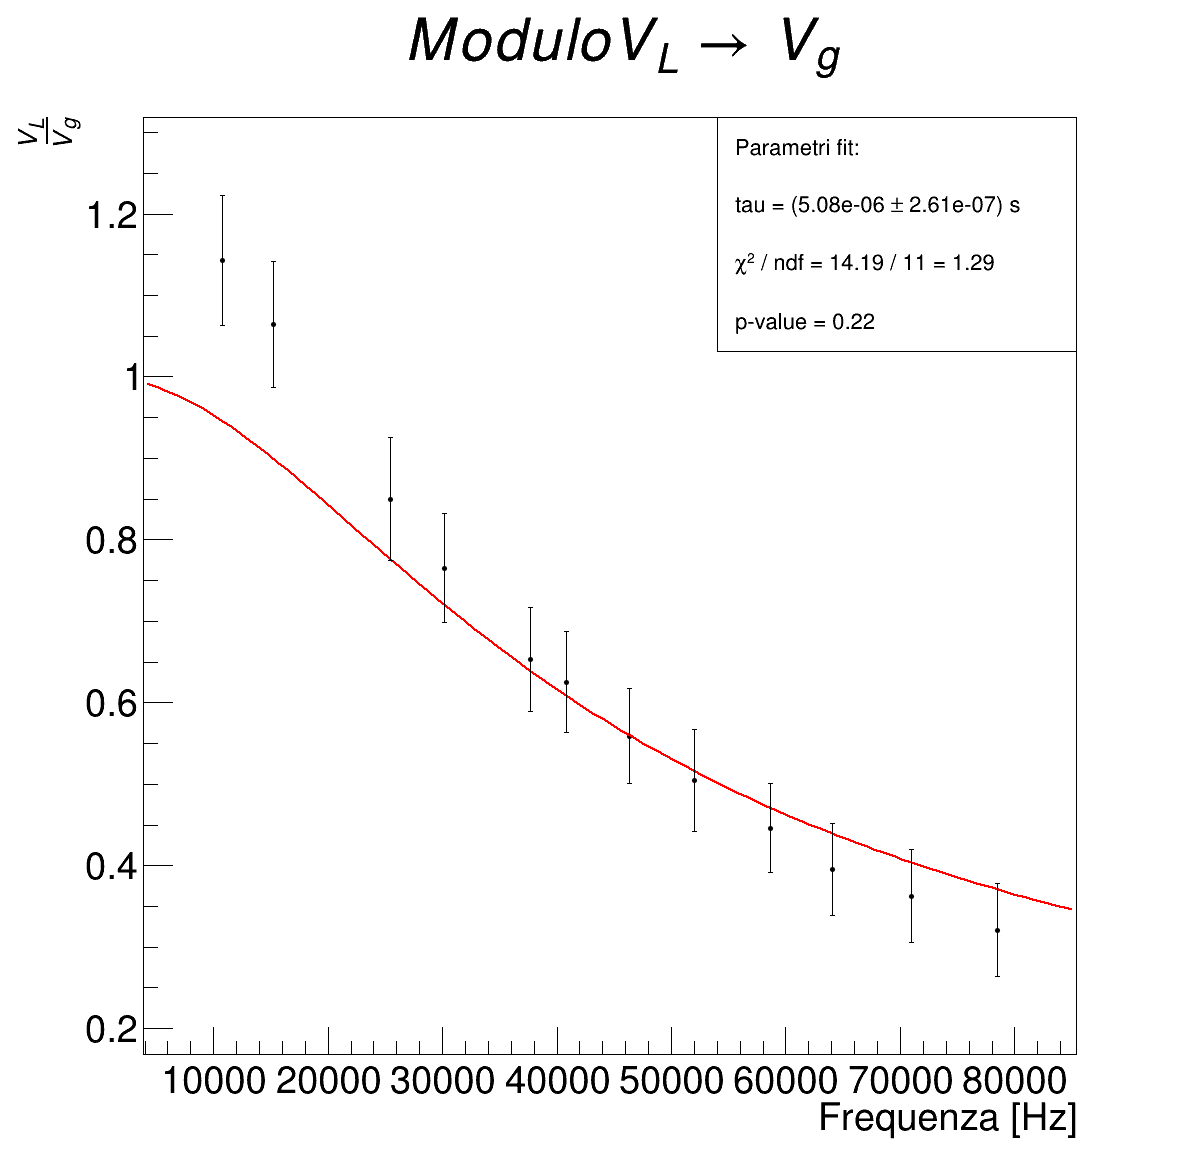 Modulo V_L → V_g
V_L/V_g
Parametri fit:
tau = (5.08e-06 ± 2.61e-07) s
χ² / ndf = 14.19 / 11 = 1.29
p-value = 0.22
1.2
1
0.8
0.6
0.4
0.2
10000 20000 30000 40000 50000 60000 70000 80000
Frequenza [Hz]